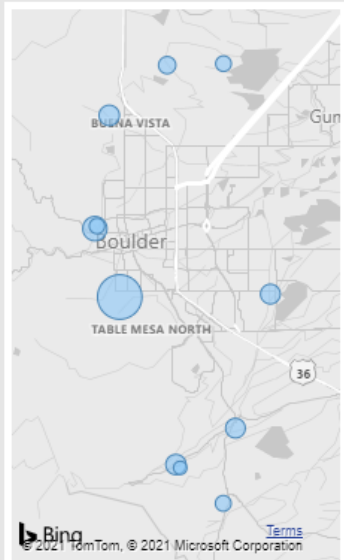 Gun
BUENA VISTA
Boulder
TABLE MESA NORTH
36
Bing
Terms
© 2021 TomTom, © 2021 Microsoft Corporation